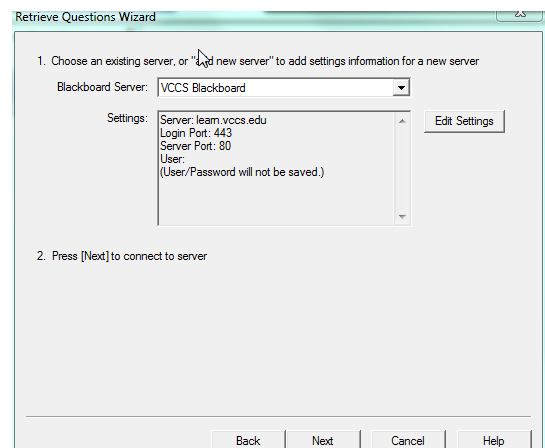 Retrieve Questions Wizard
1. Choose an existing server, or "add new server" to add settings information for a new server
Blackboard Server: VCCS Blackboard
Settings: Server: learn.vccs.edu
Login Port: 443
Server Port: 80
User:
(User/Password will not be saved.)
Edit Settings
2. Press [Next] to connect to server
Back Next Cancel Help